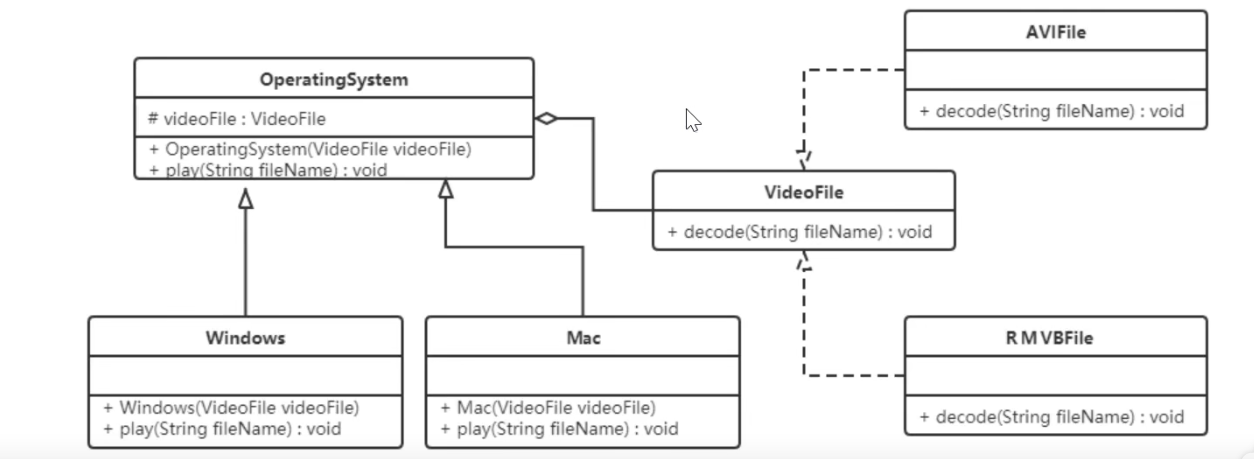 AVIFile
+ decode(String fileName) : void
OperatingSystem
# videoFile : VideoFile
+ OperatingSystem(VideoFile videoFile)
+ play(String fileName) : void
VideoFile
+ decode(String fileName) : void
Windows
+ Windows(VideoFile videoFile)
+ play(String fileName) : void
Mac
+ Mac(VideoFile videoFile)
+ play(String fileName) : void
RMVBFile
+ decode(String fileName) : void